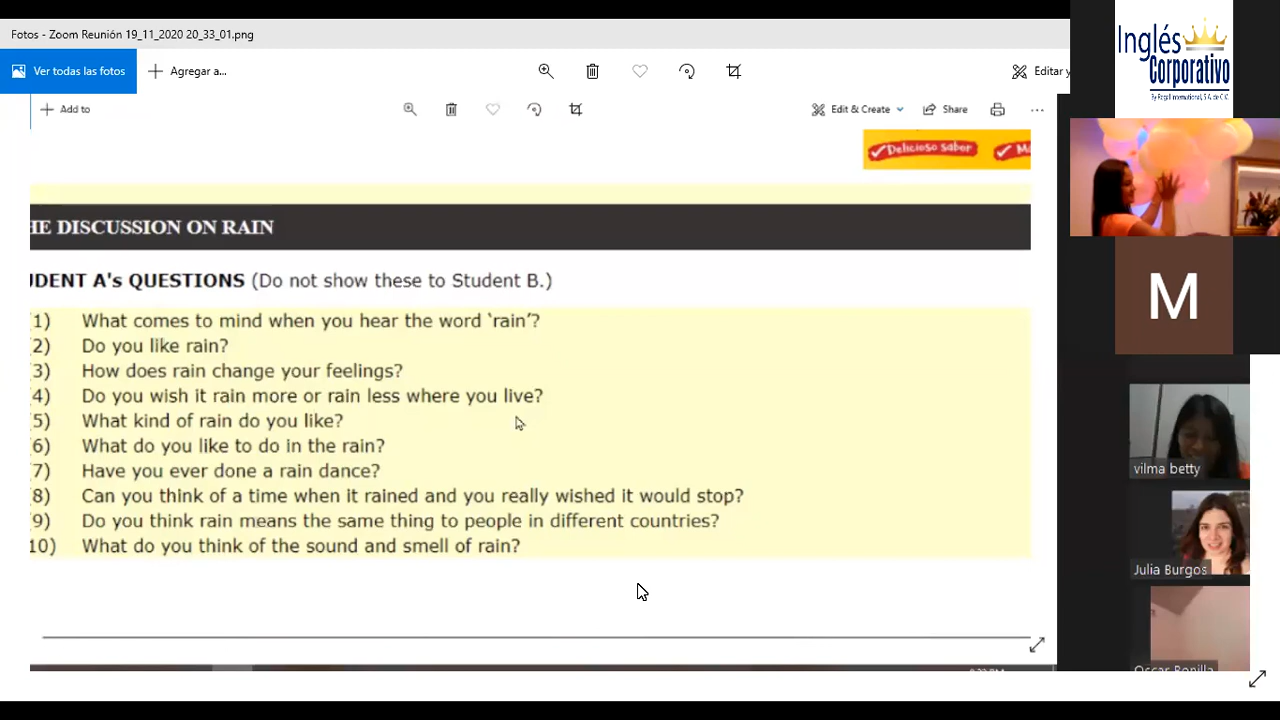 Fotos - Zoom Reunión 19_11_2020 20_33_01.png
Ver todas las fotos
Agregar a...
Editar y
Add to
Edit & Create
Share
Delicioso sabor
THE DISCUSSION ON RAIN
UDENT A's QUESTIONS (Do not show these to Student B.)
1) What comes to mind when you hear the word ‘rain’?
2) Do you like rain?
3) How does rain change your feelings?
4) Do you wish it rain more or rain less where you live?
5) What kind of rain do you like?
6) What do you like to do in the rain?
7) Have you ever done a rain dance?
8) Can you think of a time when it rained and you really wished it would stop?
9) Do you think rain means the same thing to people in different countries?
10) What do you think of the sound and smell of rain?
Inglés
Corporativo
M
vilma betty
Julia Burgos
Oscar Bonilla